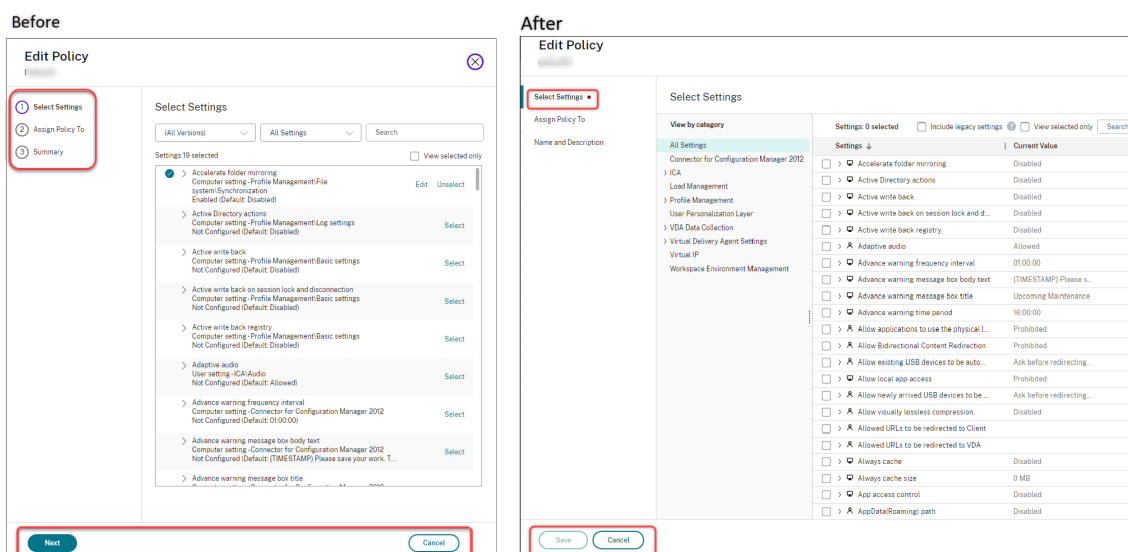 Before
Edit Policy
1 Select Settings
2 Assign Policy To
3 Summary
Select Settings
(All Versions) All Settings Search
Settings 19 selected View selected only
Accelerate folder mirroring
Computer setting - Profile Management\File
system\Synchronization
Enabled (Default: Disabled)
Edit Unselect
Active Directory actions
Computer setting - Profile Management\Log settings
Not Configured (Default: Disabled)
Select
Active write back
Computer setting - Profile Management\Basic settings
Not Configured (Default: Disabled)
Select
Active write back on session lock and disconnection
Computer setting - Profile Management\Basic settings
Not Configured (Default: Disabled)
Select
Active write back registry
Computer setting - Profile Management\Basic settings
Not Configured (Default: Disabled)
Select
Adaptive audio
User setting - ICA\Audio
Not Configured (Default: Allowed)
Select
Advance warning frequency interval
Computer setting - Connector for Configuration Manager 2012
Not Configured (Default: 01:00:00)
Select
Advance warning message box body text
Computer setting - Connector for Configuration Manager 2012
Not Configured (Default: {TIMESTAMP} Please save your work. T...
Select
Advance warning message box title
Next Cancel
After
Edit Policy
Select Settings
Assign Policy To
Name and Description
Select Settings
View by category
All Settings
Connector for Configuration Manager 2012
ICA
Load Management
Profile Management
User Personalization Layer
VDA Data Collection
Virtual Delivery Agent Settings
Virtual IP
Workspace Environment Management
Settings: 0 selected Include legacy settings View selected only Search
Settings ↓ Current Value
Accelerate folder mirroring Disabled
Active Directory actions Disabled
Active write back Disabled
Active write back on session lock and d... Disabled
Active write back registry Disabled
Adaptive audio Allowed
Advance warning frequency interval 01:00:00
Advance warning message box body text {TIMESTAMP} Please s...
Advance warning message box title Upcoming Maintenance
Advance warning time period 16:00:00
Allow applications to use the physical l... Prohibited
Allow Bidirectional Content Redirection Prohibited
Allow existing USB devices to be auto... Ask before redirecting...
Allow local app access Prohibited
Allow newly arrived USB devices to be ... Ask before redirecting...
Allow visually lossless compression. Disabled
Allowed URLs to be redirected to Client
Allowed URLs to be redirected to VDA
Always cache Disabled
Always cache size 0 MB
App access control Disabled
AppData(Roaming) path Disabled
Save Cancel